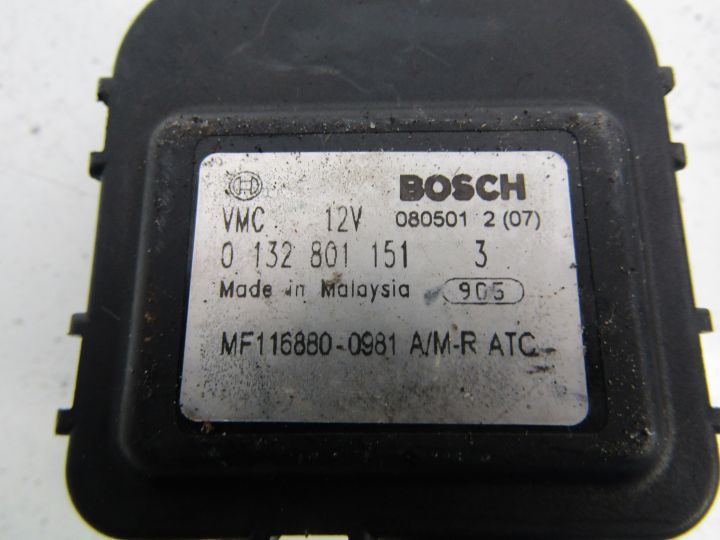 BOSCH
VMC 12V 080501 2 (07)
0 132 801 151 3
Made in Malaysia 905
MF116880-0981 A/M-R ATC